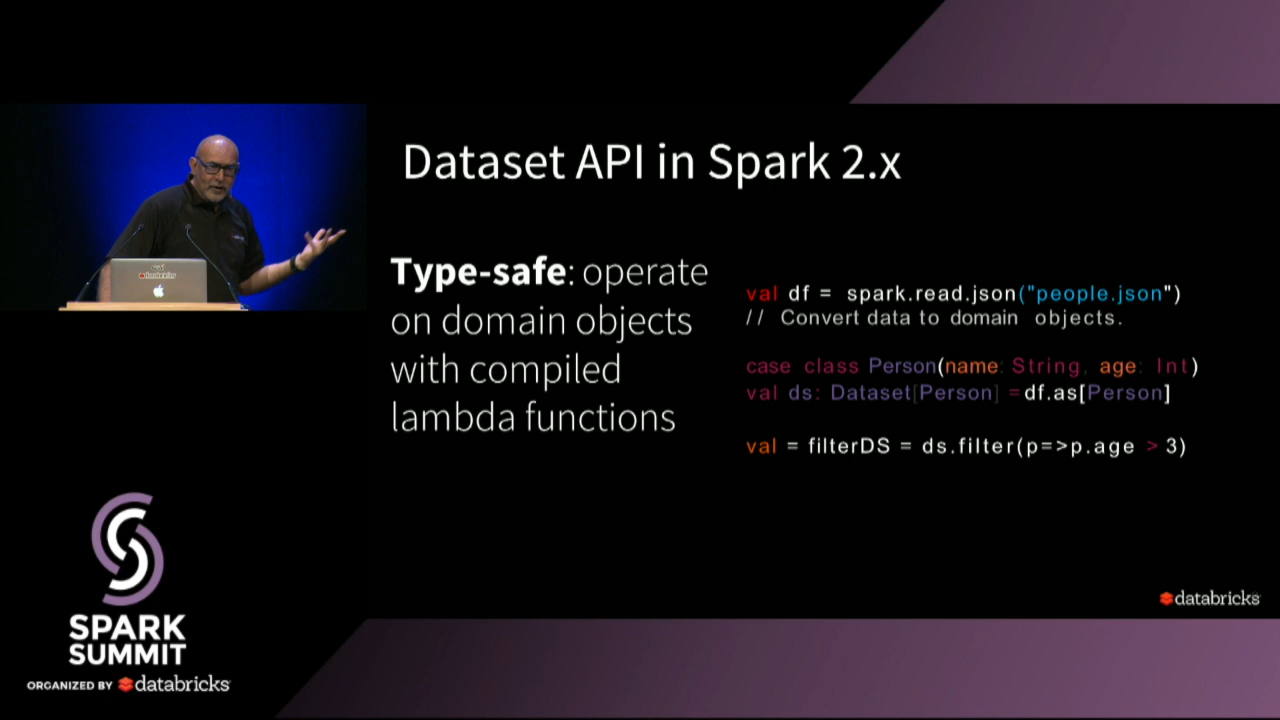 Dataset API in Spark 2.x
Type-safe: operate
on domain objects
with compiled
lambda functions
val df = spark.read.json("people.json")
// Convert data to domain objects.
case class Person(name: String, age: Int)
val ds: Dataset[Person] = df.as[Person]
val = filterDS = ds.filter(p=>p.age > 3)
databricks
SPARK
SUMMIT
ORGANIZED BY databricks